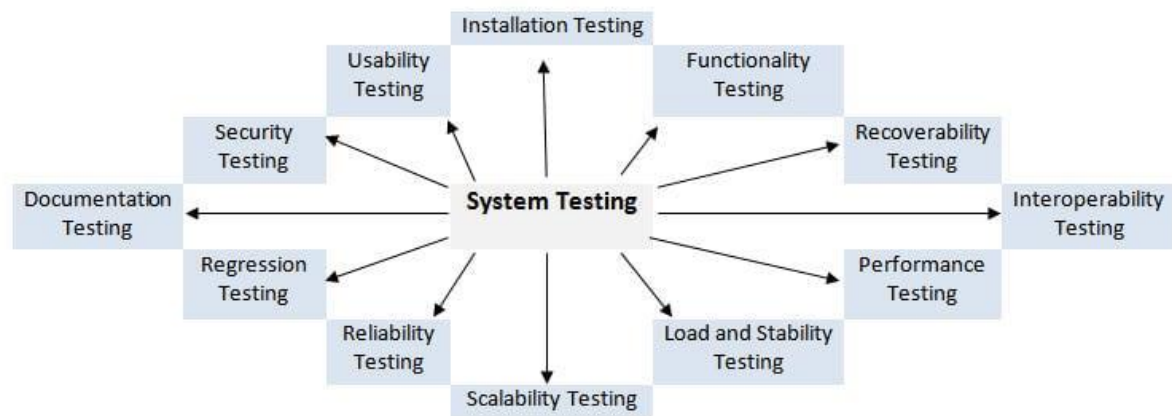 Installation Testing
Usability
Testing
Functionality
Testing
Security
Testing
Recoverability
Testing
Documentation
Testing
System Testing
Interoperability
Testing
Regression
Testing
Performance
Testing
Reliability
Testing
Load and Stability
Testing
Scalability Testing